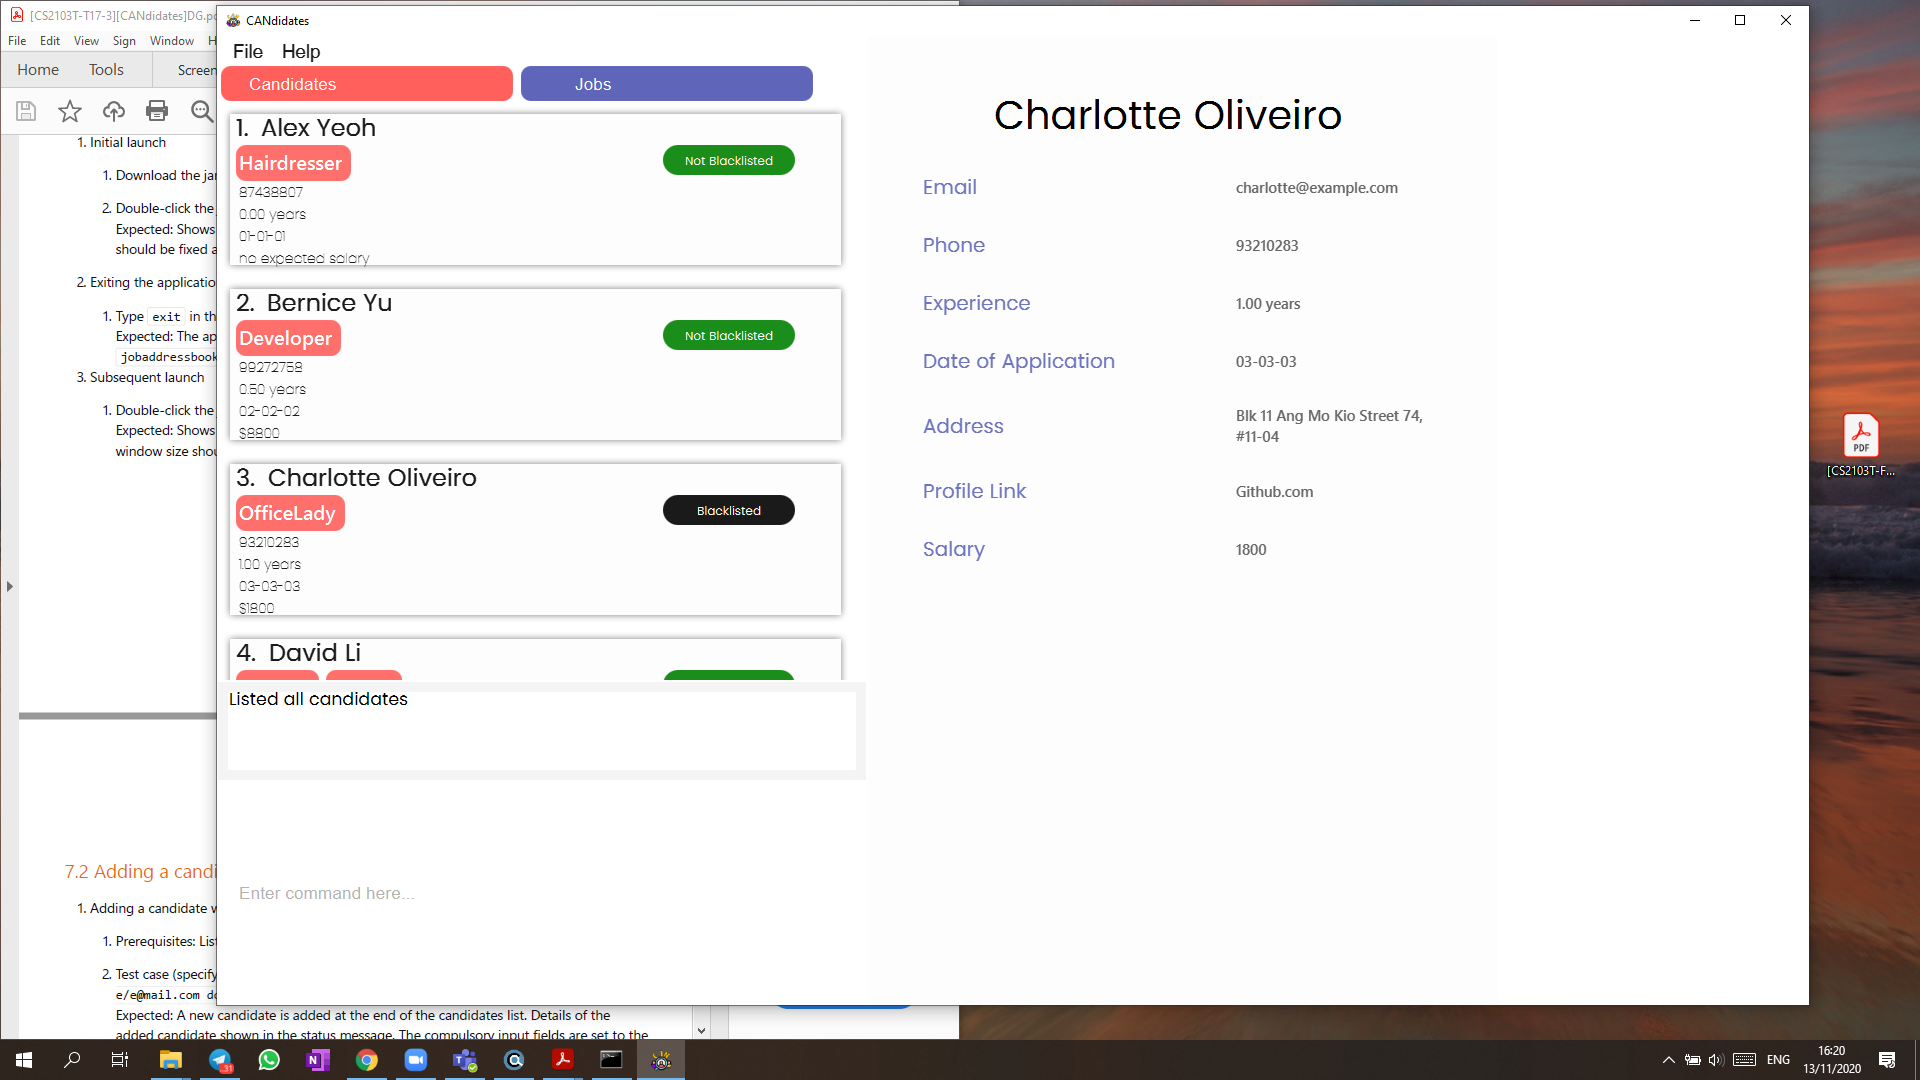 [CS2103T-T17-3][CANdidates]DG.p
File Edit View Sign Window H
Home Tools Screen
1. Initial launch
1. Download the ja
2. Double-click the
Expected: Shows
should be fixed a
2. Exiting the applicatio
1. Type exit in th
Expected: The ap
jobaddressbook
3. Subsequent launch
1. Double-click the
Expected: Shows
window size shou
7.2 Adding a candi
1. Adding a candidate w
1. Prerequisites: Lis
2. Test case (specify
e/e@mail.com do
Expected: A new candidate is added at the end of the candidates list. Details of the
added candidate shown in the status message. The compulsory input fields are set to the
CANdidates
File Help
Candidates Jobs
1. Alex Yeoh
Hairdresser
Not Blacklisted
87438807
0.00 years
01-01-01
no expected salary
2. Bernice Yu
Developer
Not Blacklisted
99272758
0.50 years
02-02-02
$8800
3. Charlotte Oliveiro
OfficeLady
Blacklisted
93210283
1.00 years
03-03-03
$1800
4. David Li
Listed all candidates
Enter command here...
Charlotte Oliveiro
Email charlotte@example.com
Phone 93210283
Experience 1.00 years
Date of Application 03-03-03
Address Blk 11 Ang Mo Kio Street 74,
#11-04
Profile Link Github.com
Salary 1800
PDF
[CS2103T-F...
31
ENG
16:20
13/11/2020